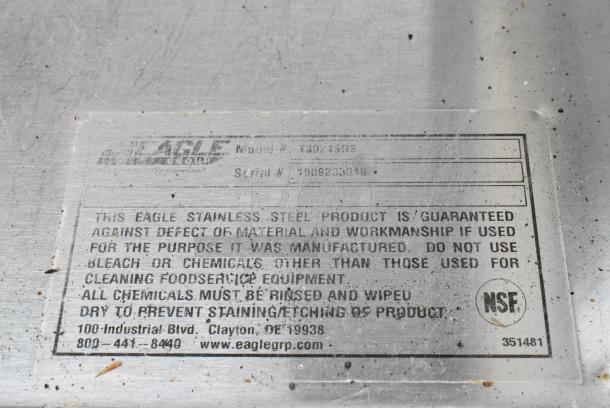 EAGLE
GROUP
Model # T3024SGS
Serial # 1909233019
THIS EAGLE STAINLESS STEEL PRODUCT IS GUARANTEED
AGAINST DEFECT OF MATERIAL AND WORKMANSHIP IF USED
FOR THE PURPOSE IT WAS MANUFACTURED. DO NOT USE
BLEACH OR CHEMICALS OTHER THAN THOSE USED FOR
CLEANING FOODSERVICE EQUIPMENT.
ALL CHEMICALS MUST BE RINSED AND WIPED
DRY TO PREVENT STAINING/ETCHING OF PRODUCT.
NSF.
100 Industrial Blvd. Clayton, DE 19938
800-441-8440 www.eaglegrp.com
351481